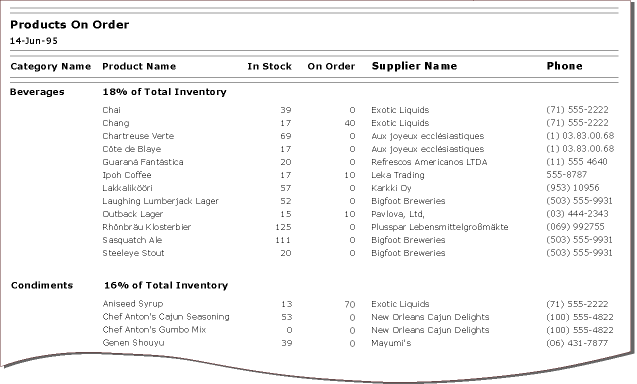 Products On Order
14-Jun-95
Category Name Product Name In Stock On Order Supplier Name Phone
Beverages 18% of Total Inventory
Chai 39 0 Exotic Liquids (71) 555-2222
Chang 17 40 Exotic Liquids (71) 555-2222
Chartreuse Verte 69 0 Aux joyeux ecclésiastiques (1) 03.83.00.68
Côte de Blaye 17 0 Aux joyeux ecclésiastiques (1) 03.83.00.68
Guaraná Fantástica 20 0 Refrescos Americanos LTDA (11) 555 4640
Ipoh Coffee 17 10 Leka Trading 555-8787
Lakkalikööri 57 0 Karkki Oy (953) 10956
Laughing Lumberjack Lager 52 0 Bigfoot Breweries (503) 555-9931
Outback Lager 15 10 Pavlova, Ltd, (03) 444-2343
Rhönbräu Klosterbier 125 0 Plusspar Lebensmittelgroßmäkte (069) 992755
Sasquatch Ale 111 0 Bigfoot Breweries (503) 555-9931
Steeleye Stout 20 0 Bigfoot Breweries (503) 555-9931
Condiments 16% of Total Inventory
Aniseed Syrup 13 70 Exotic Liquids (71) 555-2222
Chef Anton's Cajun Seasoning 53 0 New Orleans Cajun Delights (100) 555-4822
Chef Anton's Gumbo Mix 0 0 New Orleans Cajun Delights (100) 555-4822
Genen Shouyu 39 0 Mayumi's (06) 431-7877